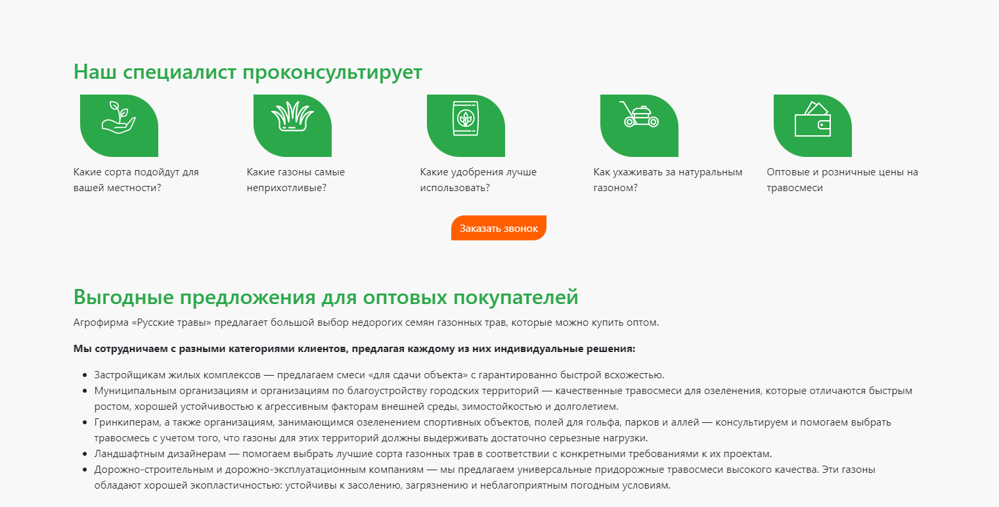 Наш специалист проконсультирует
Какие сорта подойдут для
вашей местности?
Какие газоны самые
неприхотливые?
Какие удобрения лучше
использовать?
Как ухаживать за натуральным
газоном?
Оптовые и розничные цены на
травосмеси
Заказать звонок
Выгодные предложения для оптовых покупателей
Агрофирма «Русские травы» предлагает большой выбор недорогих семян газонных трав, которые можно купить оптом.
Мы сотрудничаем с разными категориями клиентов, предлагая каждому из них индивидуальные решения:
• Застройщикам жилых комплексов — предлагаем смеси «для сдачи объекта» с гарантированно быстрой всхожестью.
• Муниципальным организациям и организациям по благоустройству городских территорий — качественные травосмеси для озеленения, которые отличаются быстрым
ростом, хорошей устойчивостью к агрессивным факторам внешней среды, зимостойкостью и долголетием.
• Гринкиперам, а также организациям, занимающимся озеленением спортивных объектов, полей для гольфа, парков и аллей — консультируем и помогаем выбрать
травосмесь с учетом того, что газоны для этих территорий должны выдерживать достаточно серьезные нагрузки.
• Ландшафтным дизайнерам — помогаем выбрать лучшие сорта газонных трав в соответствии с конкретными требованиями к их проектам.
• Дорожно-строительным и дорожно-эксплуатационным компаниям — мы предлагаем универсальные придорожные травосмеси высокого качества. Эти газоны
обладают хорошей экопластичностью: устойчивы к засолению, загрязнению и неблагоприятным погодным условиям.